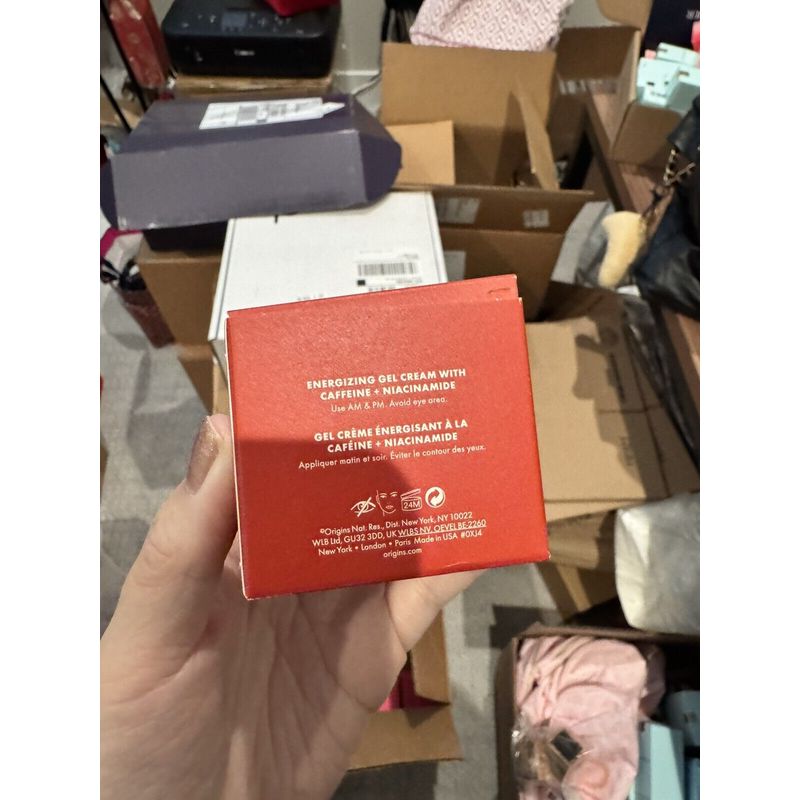 ENERGIZING GEL CREAM WITH
CAFFEINE + NIACINAMIDE
Use AM & PM. Avoid eye area.
GEL CRÈME ÉNERGISANT À LA
CAFÉINE + NIACINAMIDE
Appliquer matin et soir. Éviter le contour des yeux.
24M
©Origins Nat. Res., Dist. New York, NY 10022
WLB Ltd, GU32 3DD, UK WLBS NV, OEVEL BE-2260
New York • London • Paris Made in USA #0XJ4
origins.com